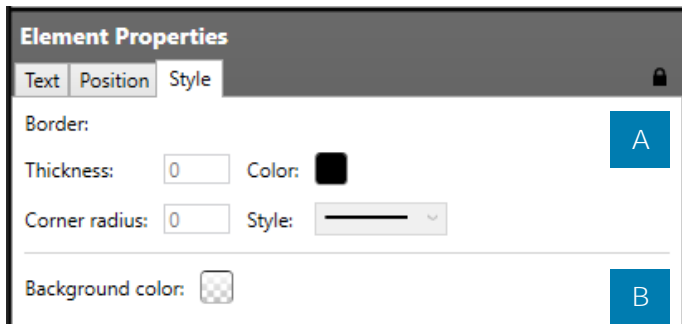 Element Properties
Text Position Style
Border:
A
Thickness: 0 Color:
Corner radius: 0 Style:
Background color:
B